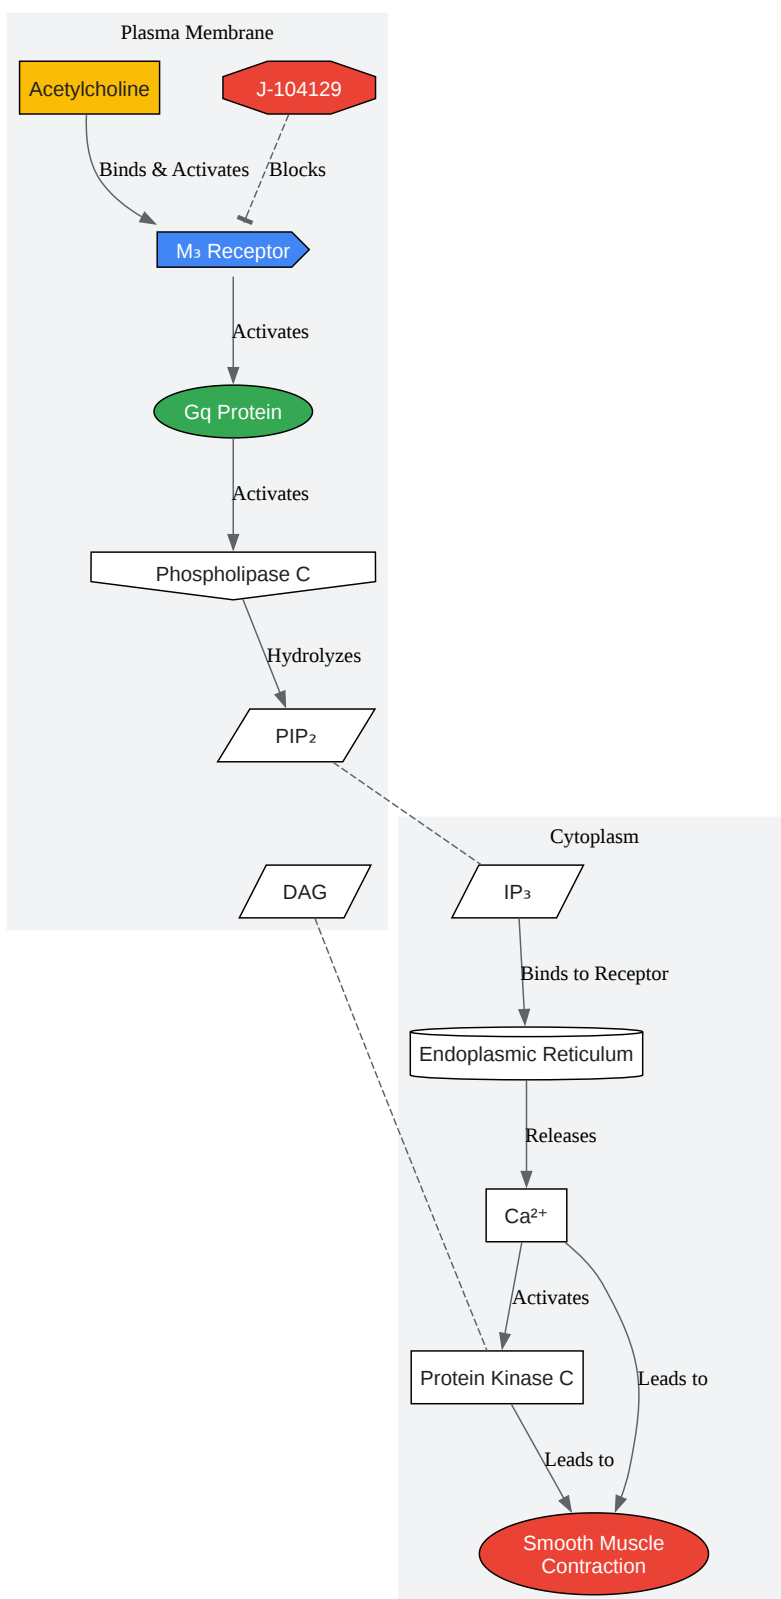 Plasma Membrane
Acetylcholine
J-104129
Binds & Activates
Blocks
M₃ Receptor
Activates
Gq Protein
Activates
Phospholipase C
Hydrolyzes
PIP₂
Cytoplasm
DAG
IP₃
Binds to Receptor
Endoplasmic Reticulum
Releases
Ca²⁺
Activates
Protein Kinase C
Leads to
Leads to
Smooth Muscle
Contraction